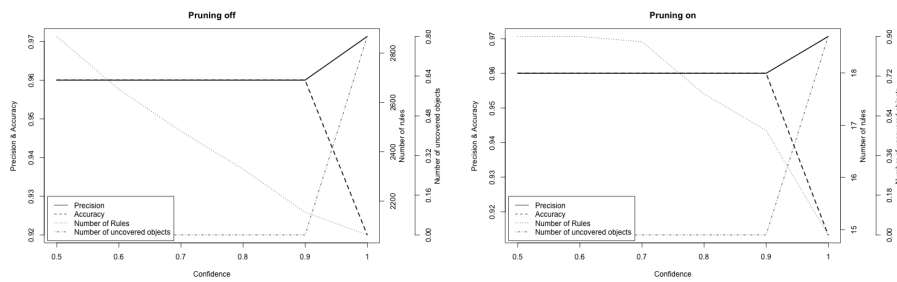 Pruning off
Precision & Accuracy
0.92 0.93 0.94 0.95 0.96 0.97
Precision
Accuracy
Number of Rules
Number of uncovered objects
0.5 0.6 0.7 0.8 0.9 1
Confidence
2200 2400 2600 2800
Number of rules
0.00 0.16 0.32 0.48 0.64 0.80
Number of uncovered objects
Pruning on
Precision & Accuracy
0.92 0.93 0.94 0.95 0.96 0.97
Precision
Accuracy
Number of Rules
Number of uncovered objects
0.5 0.6 0.7 0.8 0.9 1
Confidence
15 16 17 18
Number of rules
0.00 0.18 0.36 0.54 0.72 0.90